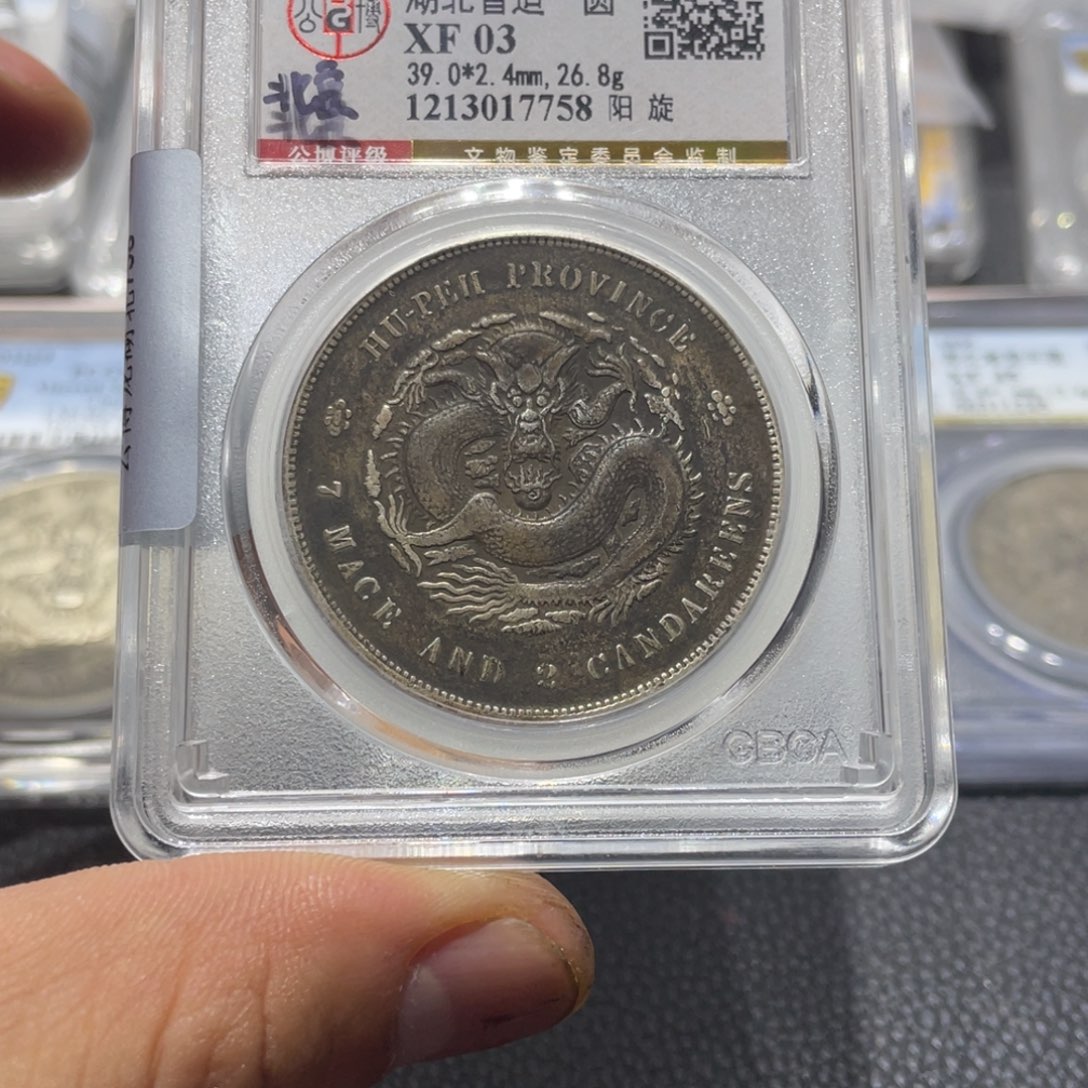 湖北省造 一圆
XF 03
39.0*2.4mm,26.8g
1213017758 阳 旋
公博评级 文物鉴定委员会监制
HU-PEH PROVINCE
7 MACE AND 2 CANDAREENS
GBCA